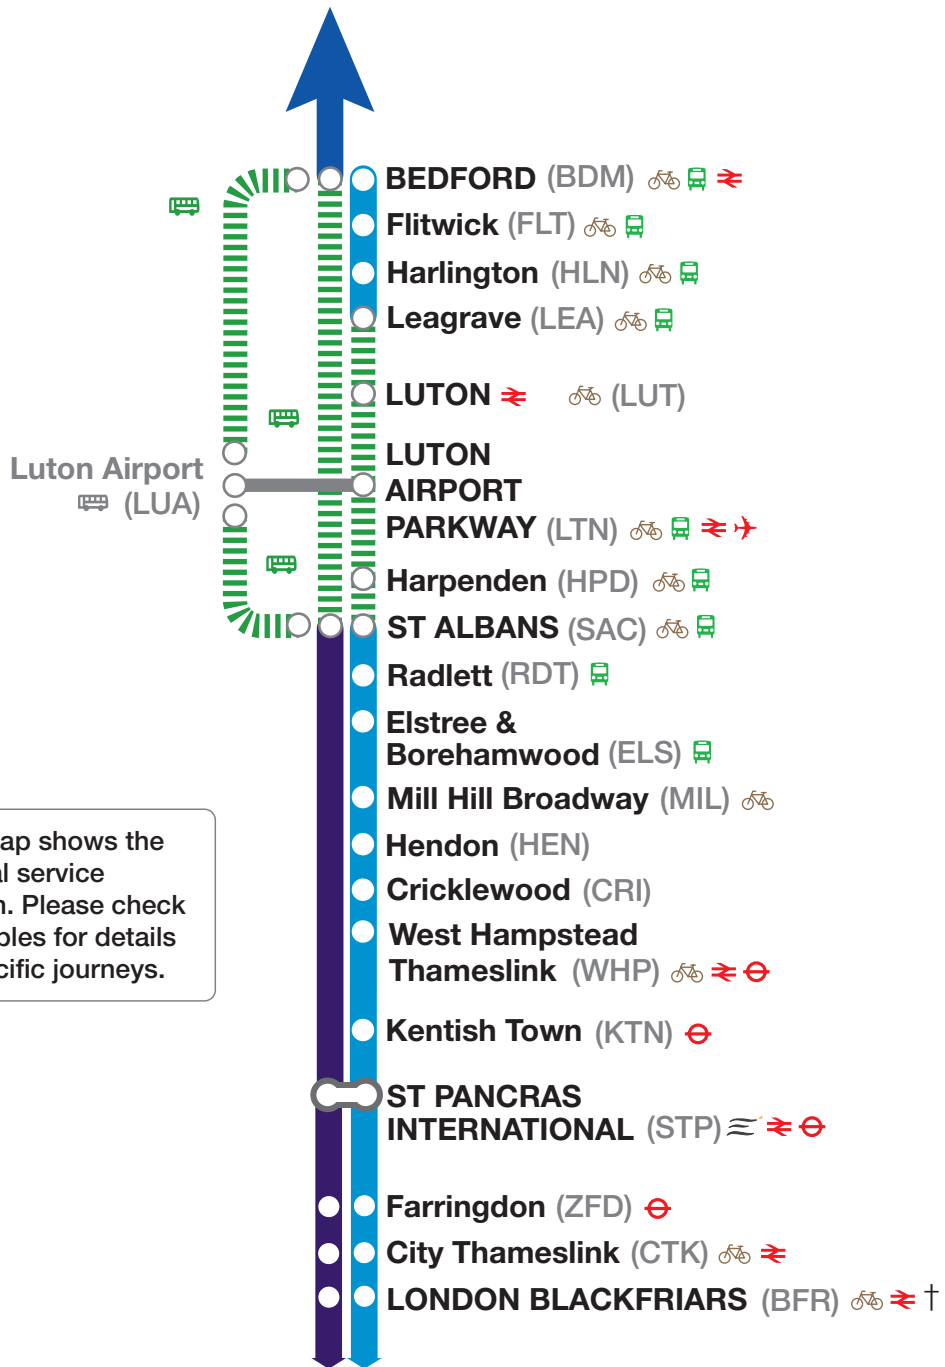 BEDFORD (BDM)
Flitwick (FLT)
Harlington (HLN)
Leagrave (LEA)
LUTON (LUT)
Luton Airport
(LUA)
LUTON
AIRPORT
PARKWAY (LTN)
Harpenden (HPD)
ST ALBANS (SAC)
Radlett (RDT)
Elstree &
Borehamwood (ELS)
Mill Hill Broadway (MIL)
ap shows the
al service
n. Please check
bles for details
cific journeys.
Hendon (HEN)
Cricklewood (CRI)
West Hampstead
Thameslink (WHP)
Kentish Town (KTN)
ST PANCRAS
INTERNATIONAL (STP)
Farringdon (ZFD)
City Thameslink (CTK)
LONDON BLACKFRIARS (BFR) †